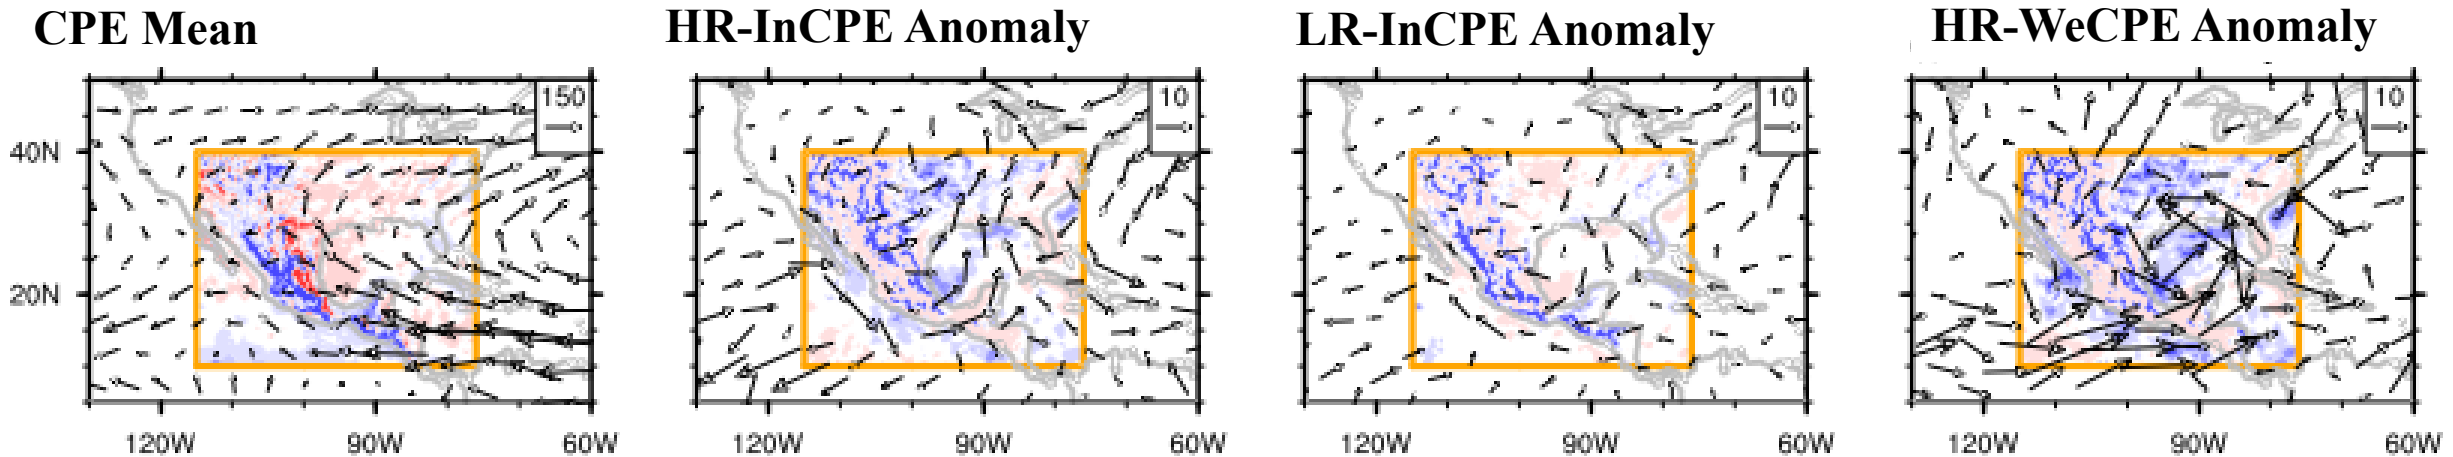 CPE Mean HR-InCPE Anomaly LR-InCPE Anomaly HR-WeCPE Anomaly
150 10 10 10
40N
20N
120W 90W 60W 120W 90W 60W 120W 90W 60W 120W 90W 60W